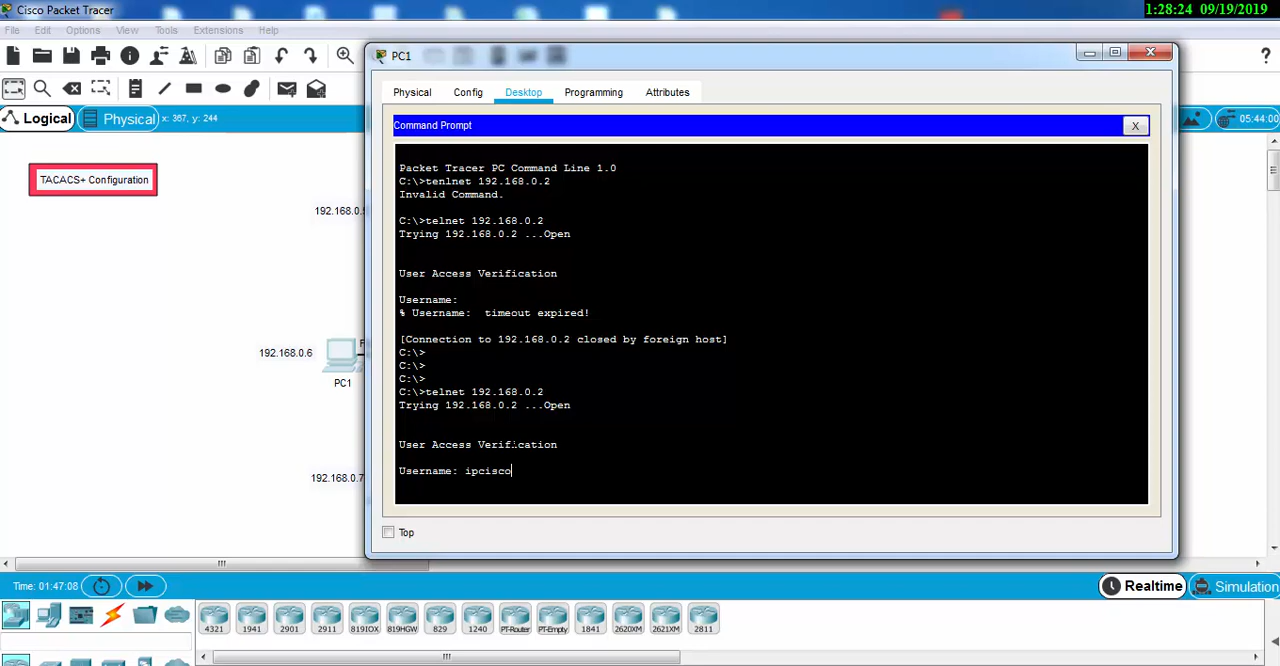 Cisco Packet Tracer
1:28:24 09/19/2019
File Edit Options View Tools Extensions Help
PC1
?
Physical Config Desktop Programming Attributes
Logical Physical x: 367, y: 244
05:44:00
Command Prompt
X
TACACS+ Configuration
192.168.0.
192.168.0.6
PC1
192.168.0.7
Packet Tracer PC Command Line 1.0
C:\>tenlnet 192.168.0.2
Invalid Command.
C:\>telnet 192.168.0.2
Trying 192.168.0.2 ...Open
User Access Verification
Username:
% Username:  timeout expired!
[Connection to 192.168.0.2 closed by foreign host]
C:\>
C:\>
C:\>
C:\>telnet 192.168.0.2
Trying 192.168.0.2 ...Open
User Access Verification
Username: ipcisco
Top
Time: 01:47:08
Realtime Simulation
4321 1941 2901 2911 819IOX 819HGW 829 1240 PT-Router PT-Empty 1841 2620XM 2621XM 2811